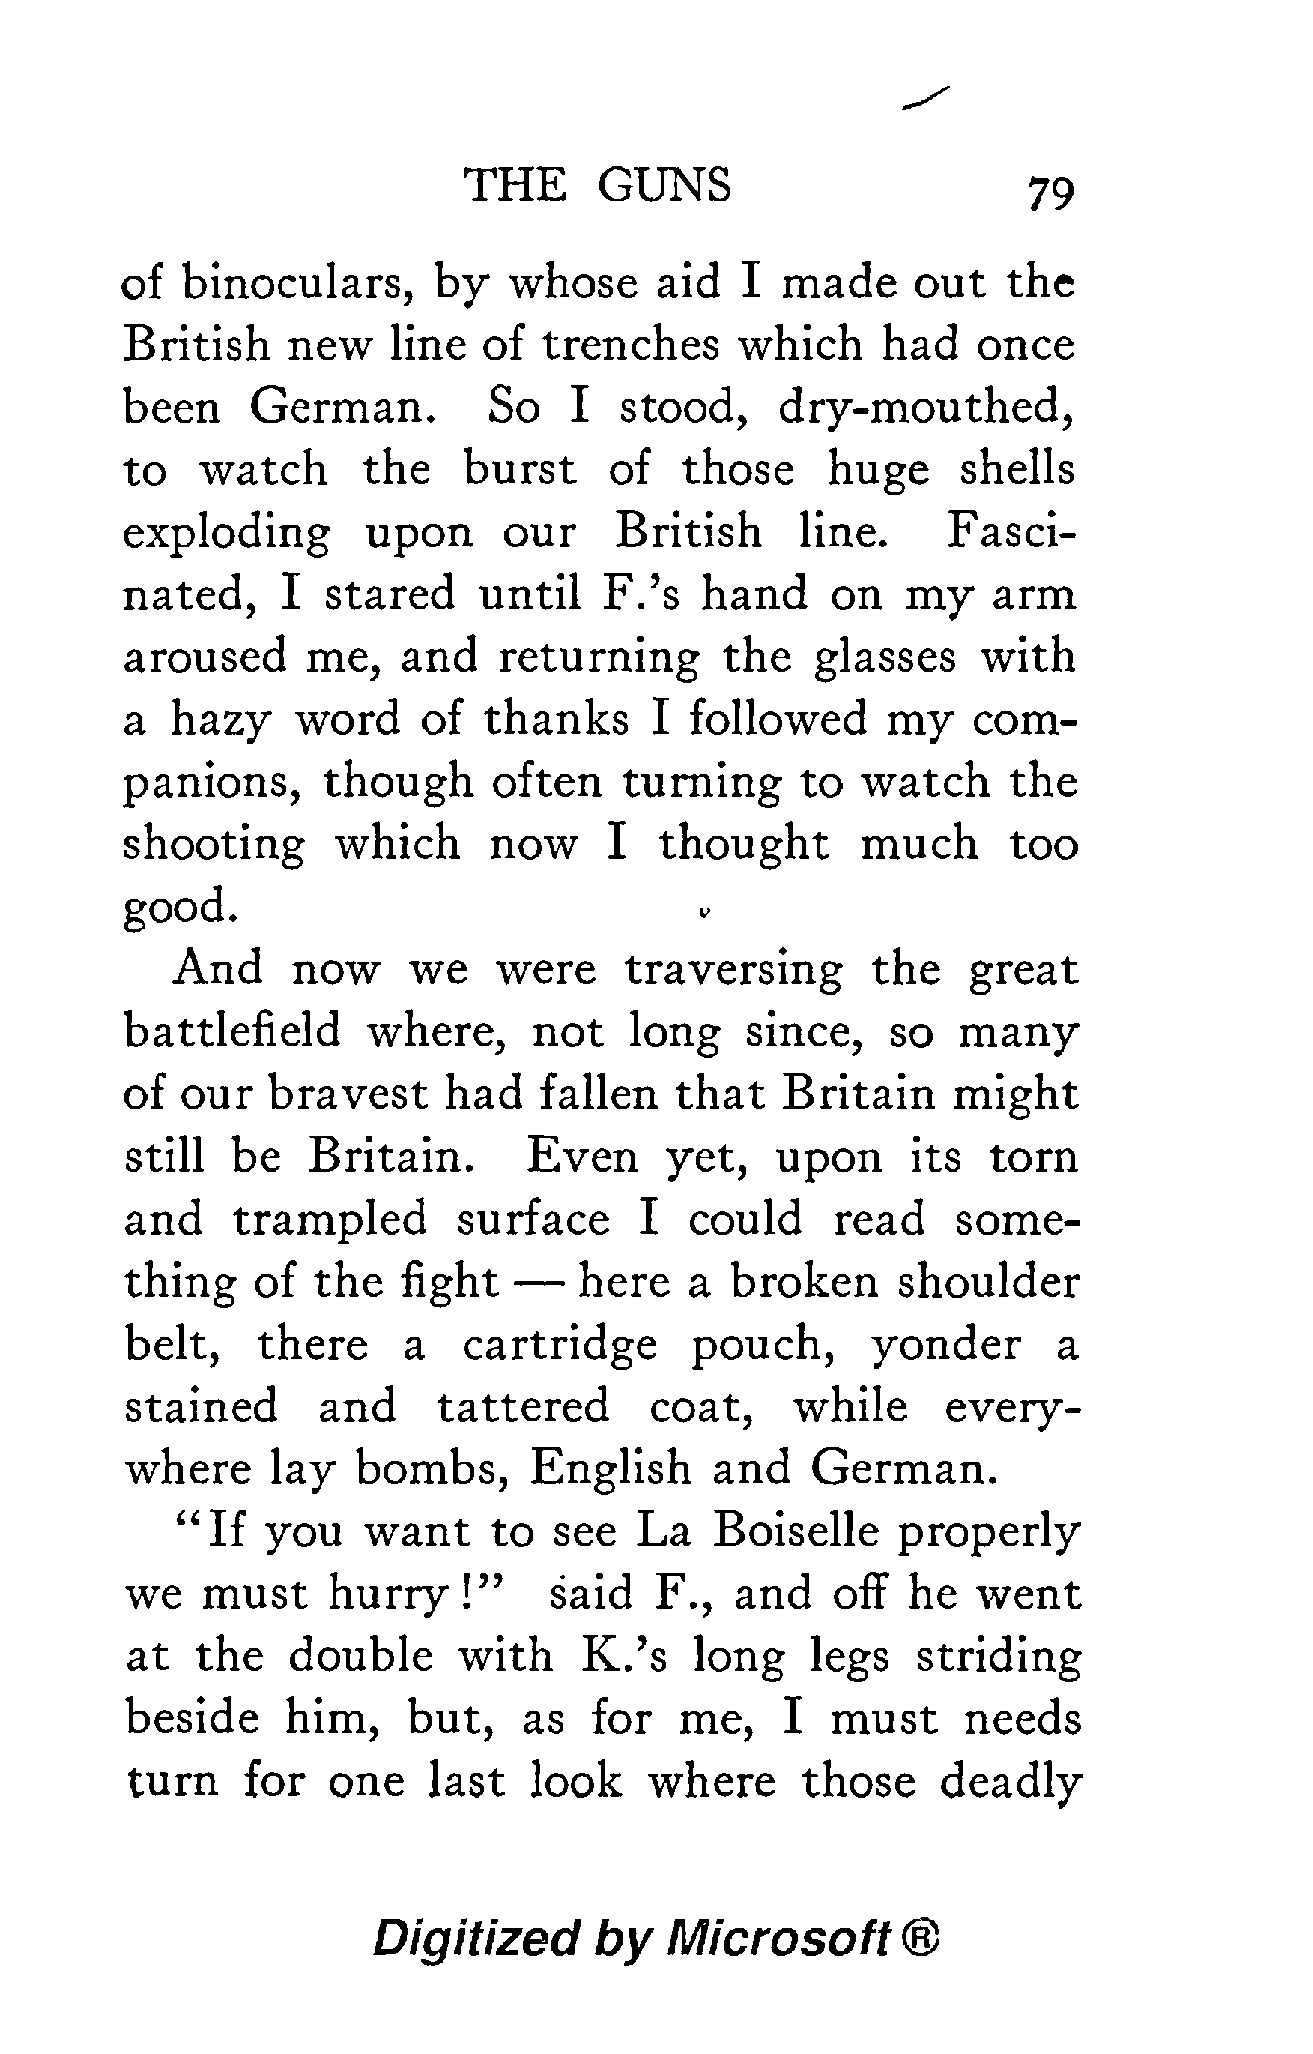 THE GUNS 79
of binoculars, by whose aid I made out the
British new line of trenches which had once
been German. So I stood, dry-mouthed,
to watch the burst of those huge shells
exploding upon our British line. Fasci-
nated, I stared until F.'s hand on my arm
aroused me, and returning the glasses with
a hazy word of thanks I followed my com-
panions, though often turning to watch the
shooting which now I thought much too
good.
And now we were traversing the great
battlefield where, not long since, so many
of our bravest had fallen that Britain might
still be Britain. Even yet, upon its torn
and trampled surface I could read some-
thing of the fight — here a broken shoulder
belt, there a cartridge pouch, yonder a
stained and tattered coat, while every-
where lay bombs, English and German.
"If you want to see La Boiselle properly
we must hurry!" said F., and off he went
at the double with K.'s long legs striding
beside him, but, as for me, I must needs
turn for one last look where those deadly
Digitized by Microsoft ®